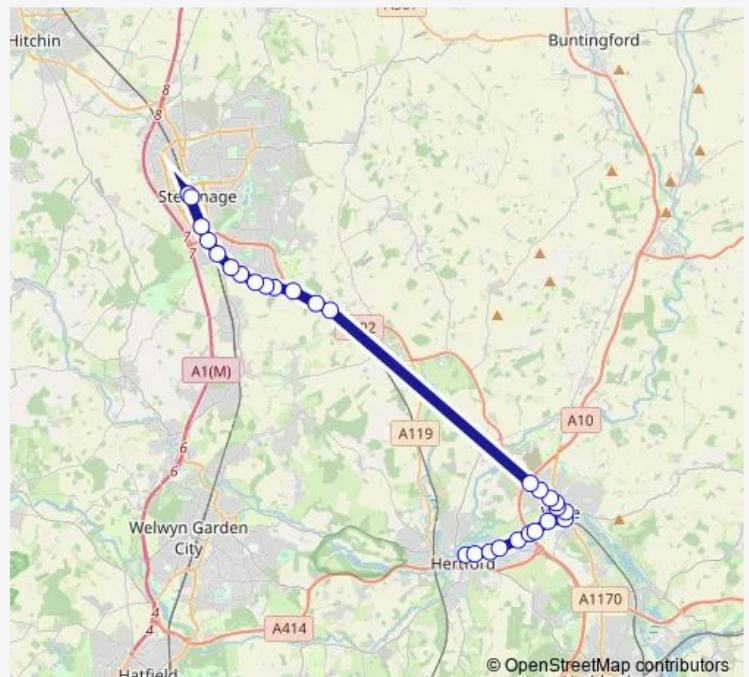 Hitchin
Buntingford
8
8
7
7
A1(M)
A119
A10
6
6
Welwyn Garden
City
Hertford
A1170
4
4
A414
© OpenStreetMap contributors